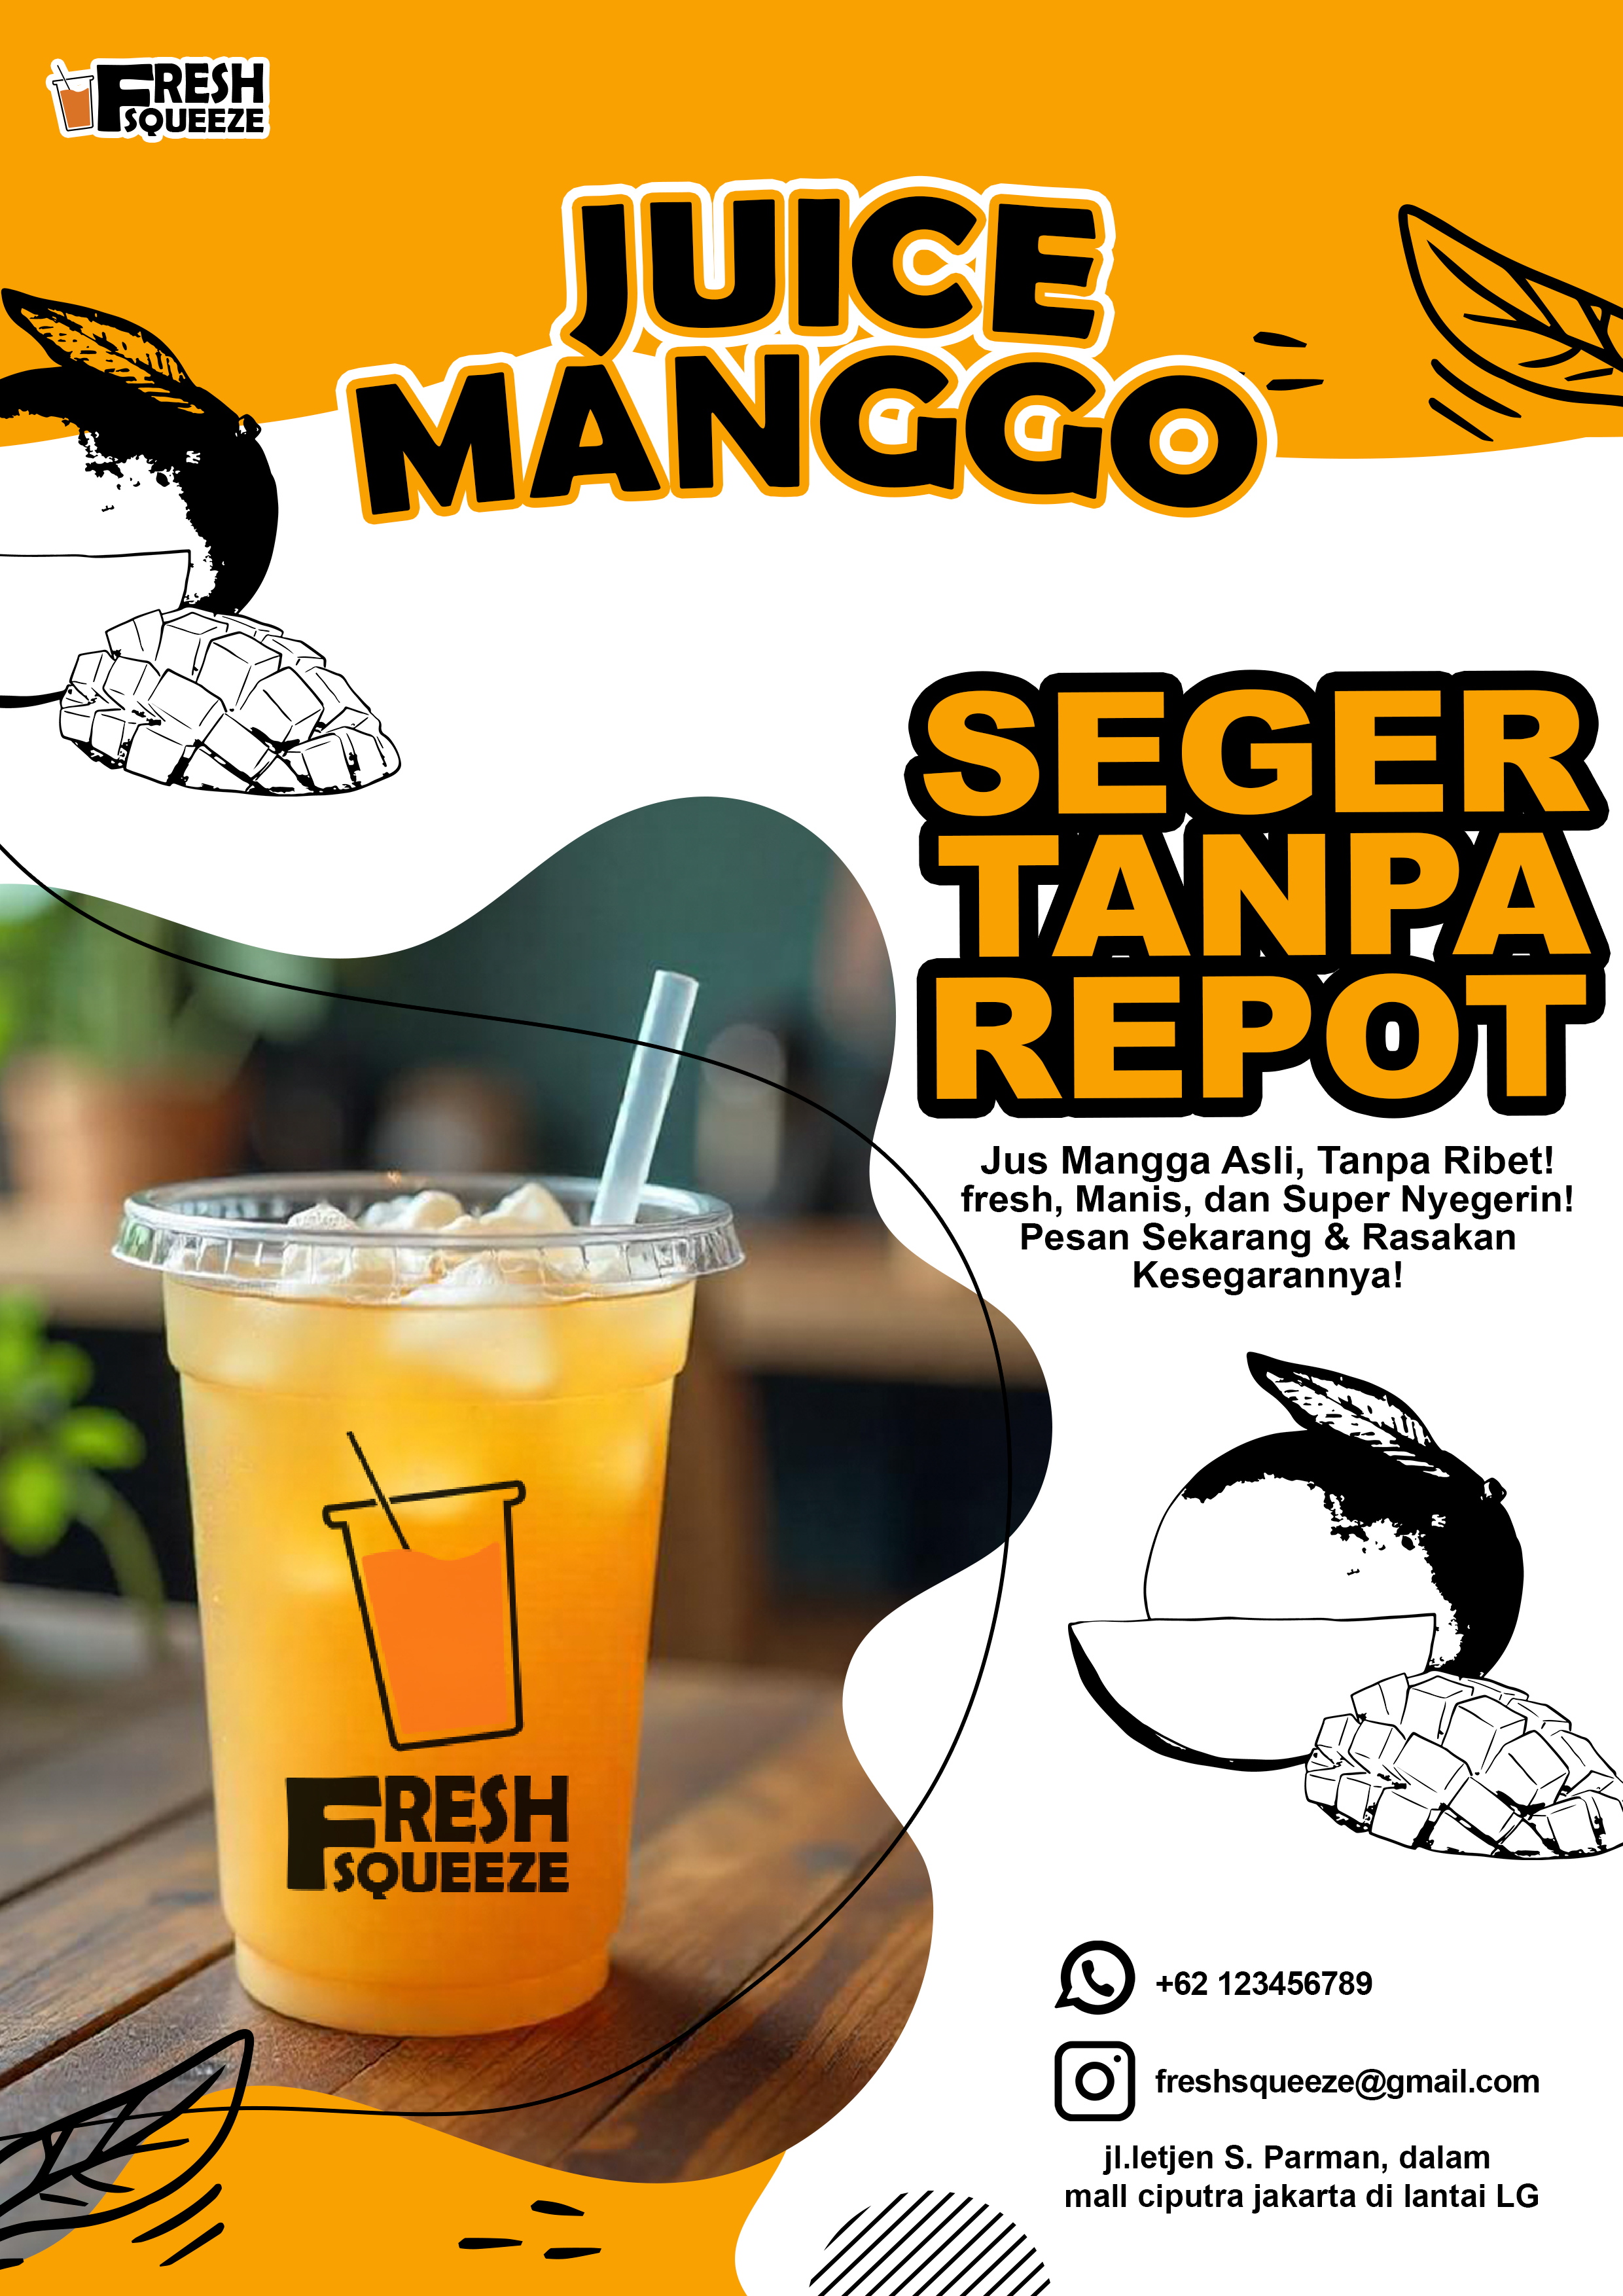 FRESH
SQUEEZE
JUICE
MANGGO
SEGER
TANPA
REPOT
Jus Mangga Asli, Tanpa Ribet!
fresh, Manis, dan Super Nyegerin!
Pesan Sekarang & Rasakan
Kesegarannya!
FRESH
SQUEEZE
+62 123456789
freshsqueeze@gmail.com
jl.letjen S. Parman, dalam
mall ciputra jakarta di lantai LG